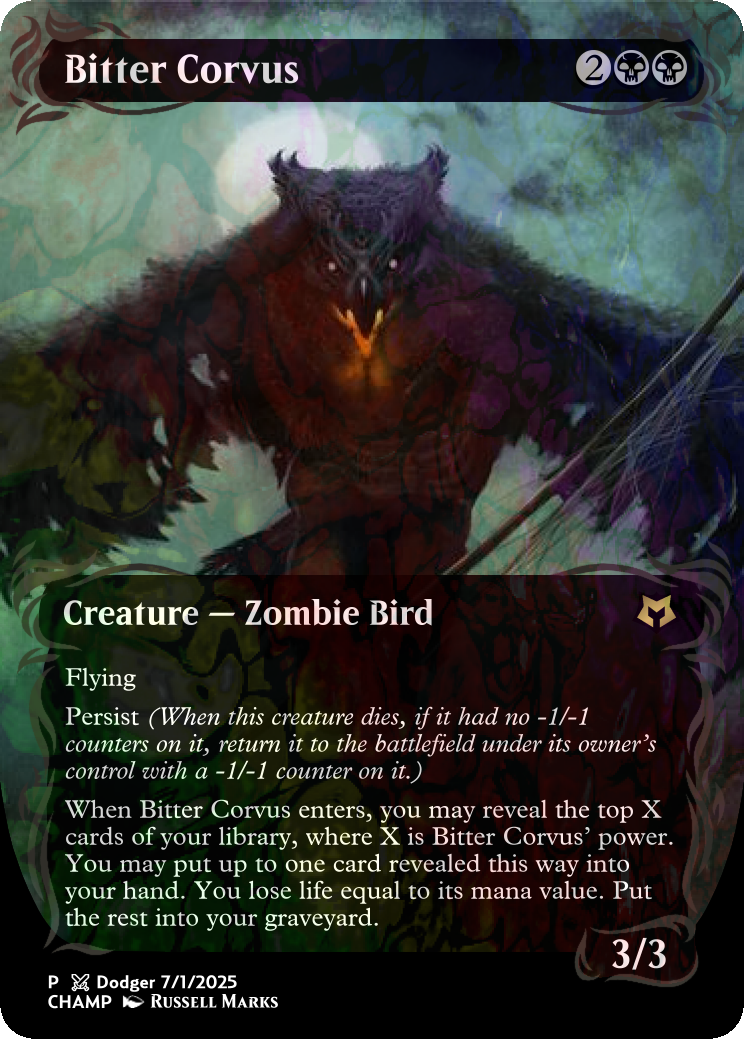 Bitter Corvus 2
Creature — Zombie Bird
Flying
Persist (When this creature dies, if it had no -1/-1
counters on it, return it to the battlefield under its owner's
control with a -1/-1 counter on it.)
When Bitter Corvus enters, you may reveal the top X
cards of your library, where X is Bitter Corvus' power.
You may put up to one card revealed this way into
your hand. You lose life equal to its mana value. Put
the rest into your graveyard.
3/3
P Dodger 7/1/2025
CHAMP Russell Marks